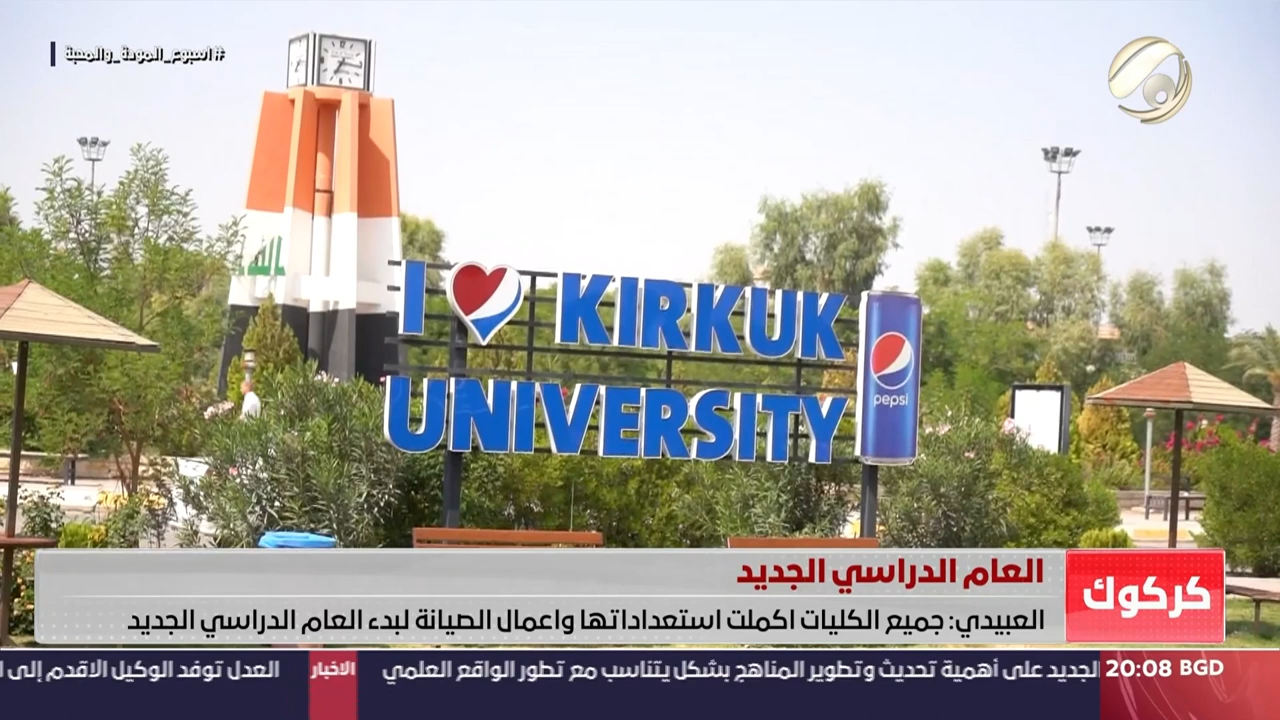 #اسبوع_المودة_والمحبة
I KIRKUK
UNIVERSITY
pepsi
العام الدراسي الجديد
كركوك
العبيدي: جميع الكليات اكملت استعداداتها واعمال الصيانة لبدء العام الدراسي الجديد
20:08 BGD
الجديد على أهمية تحديث وتطوير المناهج بشكل يتناسب مع تطور الواقع العلمي
الاخبار
العدل توفد الوكيل الاقدم إلى